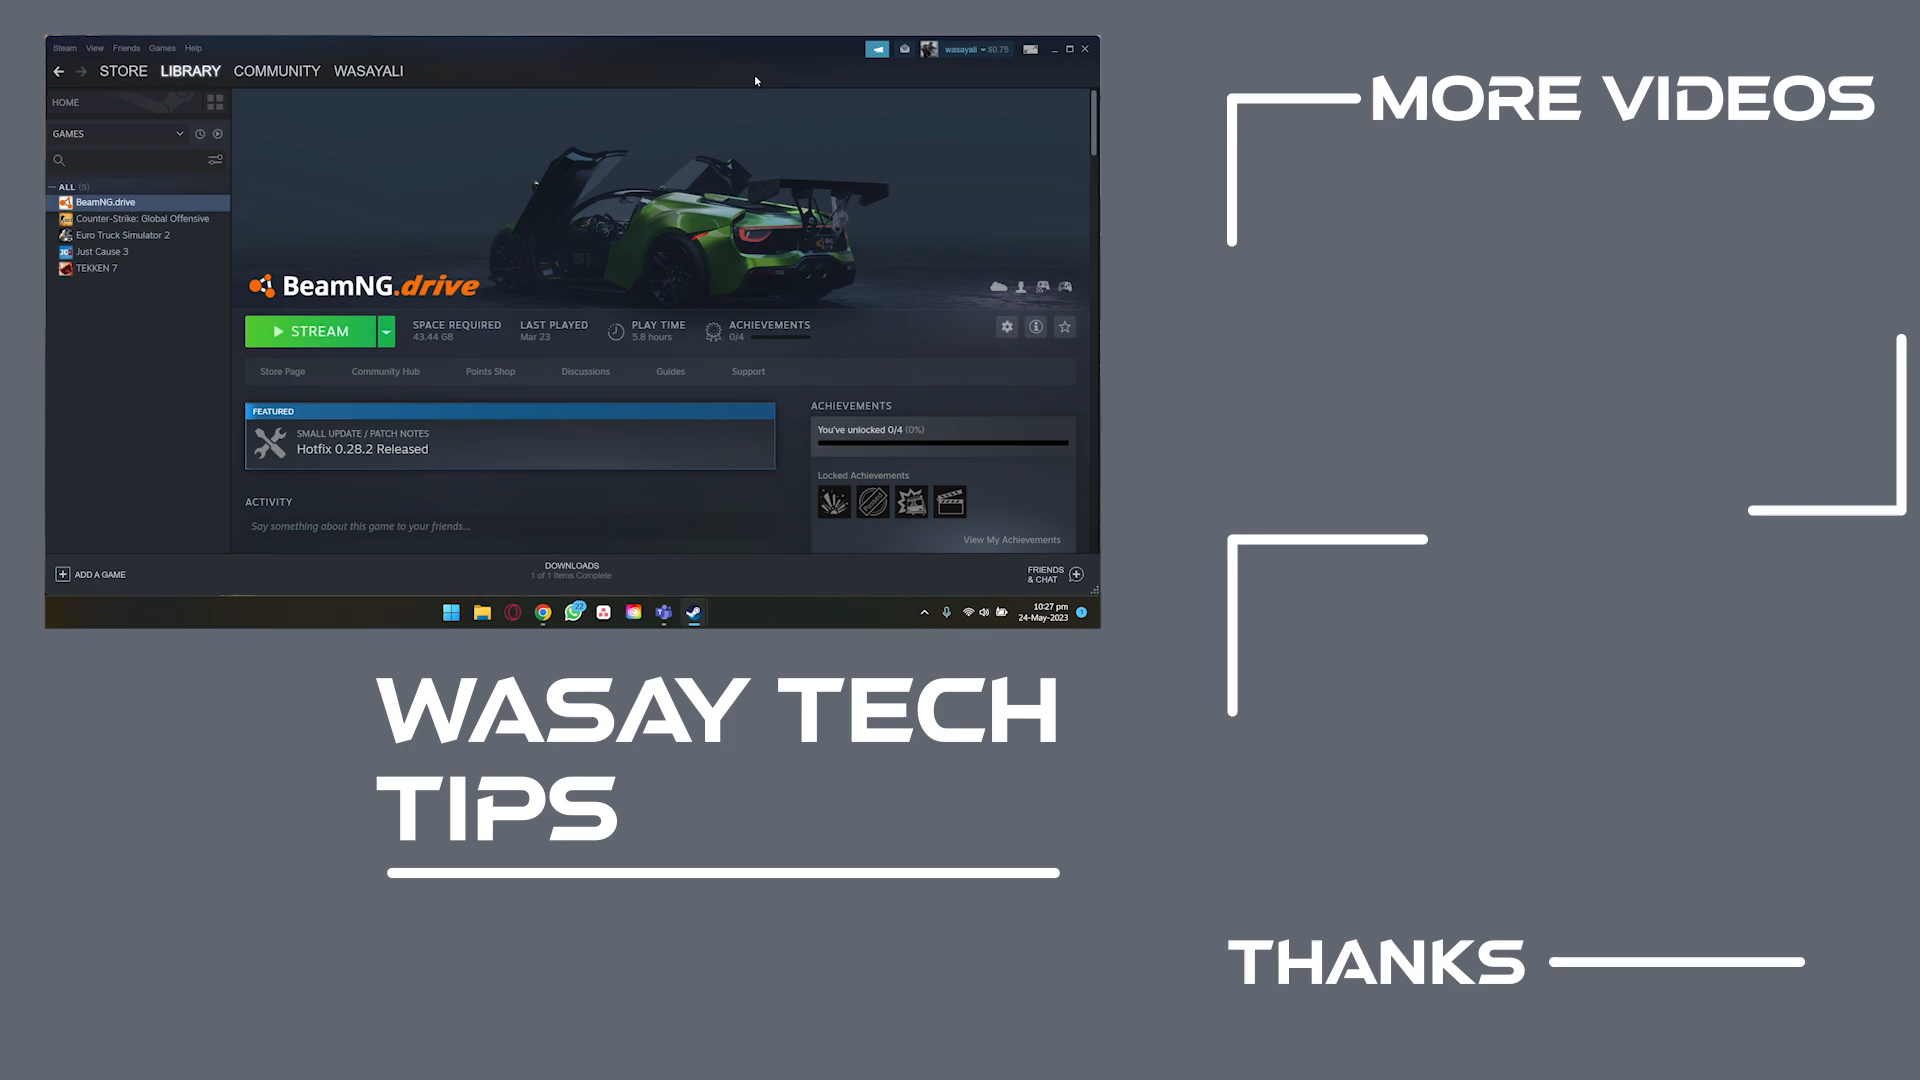 Steam View Friends Games Help
wasayali $0.75
STORE LIBRARY COMMUNITY WASAYALI
MORE VIDEOS
HOME
GAMES
ALL (5)
BeamNG.drive
Counter-Strike: Global Offensive
Euro Truck Simulator 2
Just Cause 3
TEKKEN 7
BeamNG.drive
STREAM
SPACE REQUIRED
43.44 GB
LAST PLAYED
Mar 23
PLAY TIME
5.8 hours
ACHIEVEMENTS
0/4
Store Page Community Hub Points Shop Discussions Guides Support
FEATURED
SMALL UPDATE / PATCH NOTES
Hotfix 0.28.2 Released
ACHIEVEMENTS
You've unlocked 0/4 (0%)
Locked Achievements
View My Achievements
ACTIVITY
Say something about this game to your friends...
ADD A GAME
DOWNLOADS
1 of 1 Items Complete
FRIENDS
& CHAT
22
10:27 pm
24-May-2023
1
WASAY TECH
TIPS
THANKS